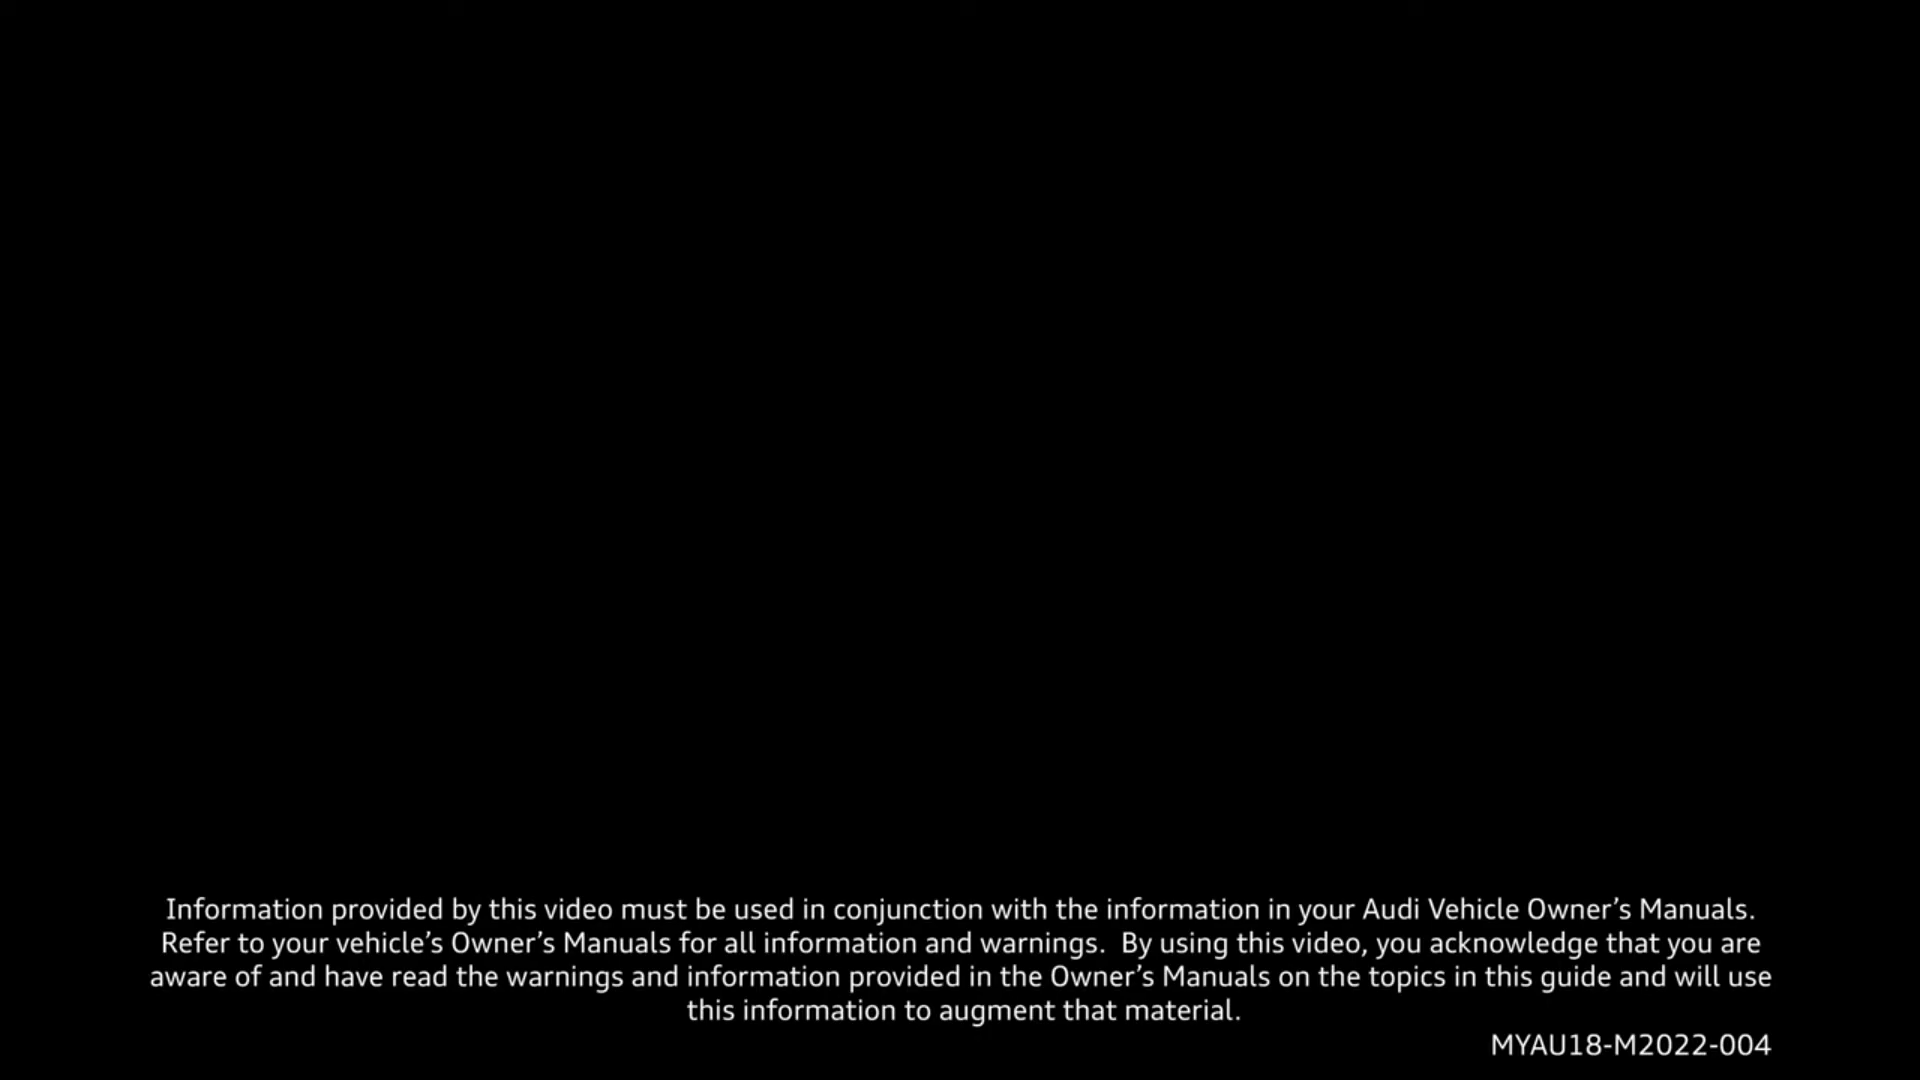 Information provided by this video must be used in conjunction with the information in your Audi Vehicle Owner’s Manuals.
Refer to your vehicle’s Owner’s Manuals for all information and warnings.  By using this video, you acknowledge that you are
aware of and have read the warnings and information provided in the Owner’s Manuals on the topics in this guide and will use
this information to augment that material.
MYAU18-M2022-004